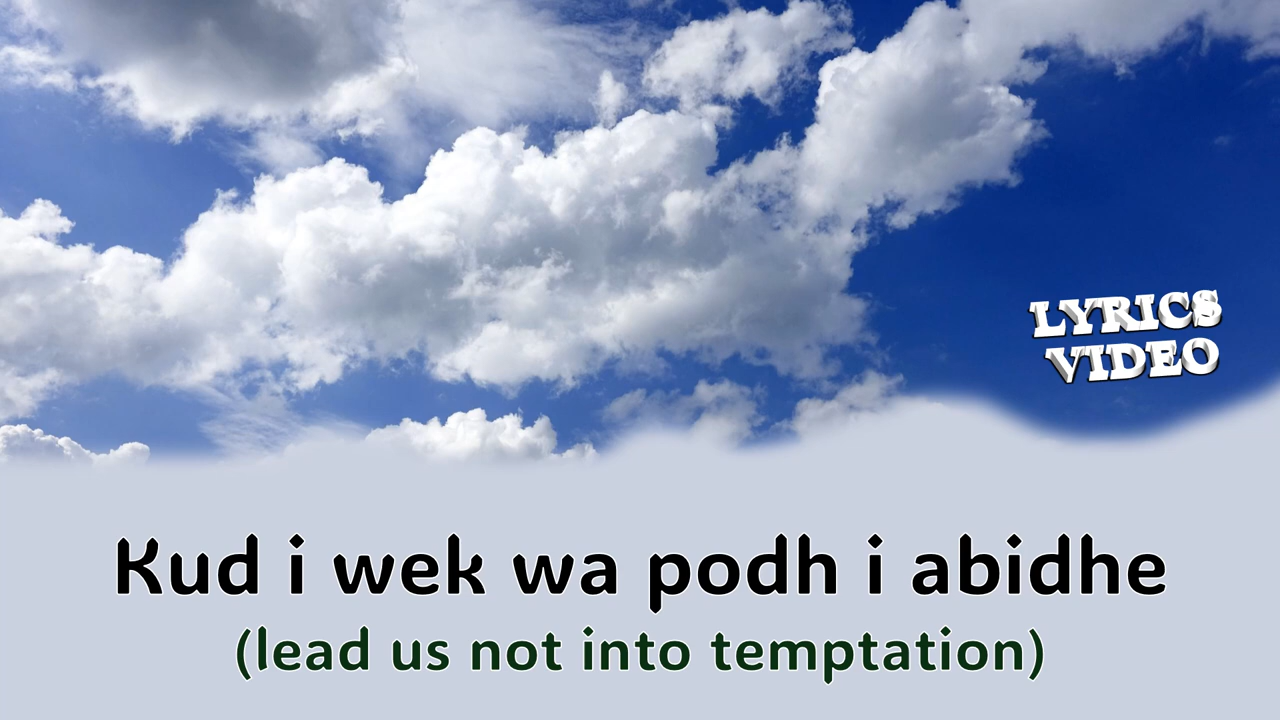 LYRICS
VIDEO
Kud i wek wa podh i abidhe
(lead us not into temptation)